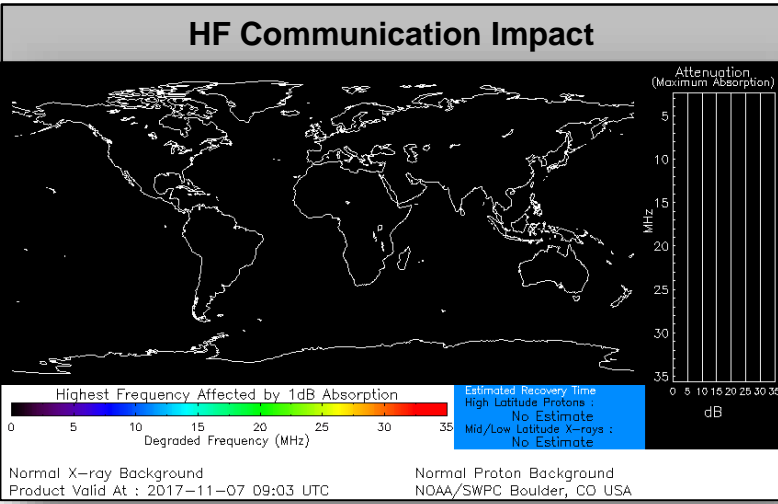 HF Communication Impact
Attenuation
(Maximum Absorption)
5
10
15
20
25
30
35
MHz
0 5 10 15 20 25 30 35
dB
Highest Frequency Affected by 1dB Absorption
0 5 10 15 20 25 30 35
Degraded Frequency (MHz)
Estimated Recovery Time
High Latitude Protons :
No Estimate
Mid/Low Latitude X-rays :
No Estimate
Normal X-ray Background
Product Valid At : 2017-11-07 09:03 UTC
Normal Proton Background
NOAA/SWPC Boulder, CO USA